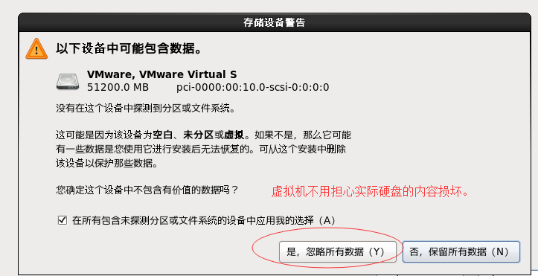 存储设备警告
以下设备中可能包含数据。
VMware, VMware Virtual S
51200.0 MB pci-0000:00:10.0-scsi-0:0:0:0
没有在这个设备中探测到分区或文件系统。
这可能是因为该设备为空白、未分区或虚拟。如果不是，那么它可能
有一些数据是您使用它进行安装后无法恢复的。可从这个安装中删除
该设备以保护那些数据。
您确定这个设备中不包含有价值的数据吗？
虚拟机不用担心实际硬盘的内容损坏。
在所有包含未探测分区或文件系统的设备中应用我的选择（A）
是，忽略所有数据（Y） 否，保留所有数据（N）